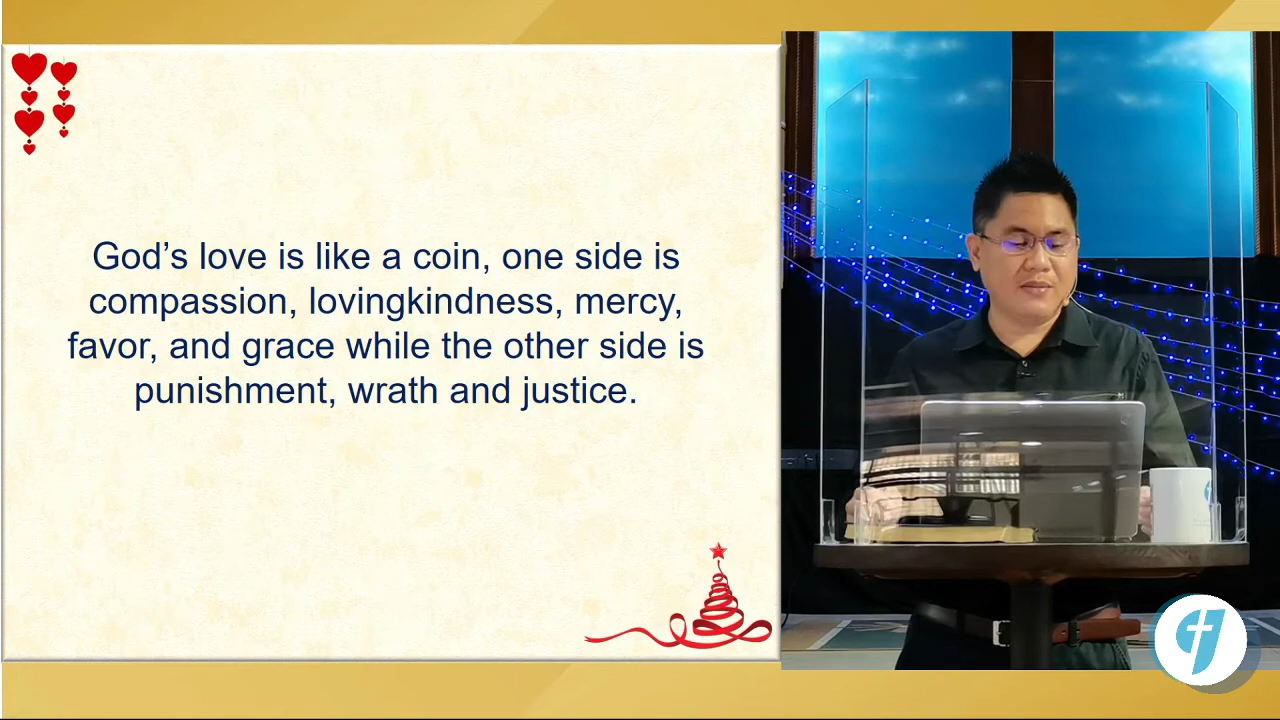 God’s love is like a coin, one side is
compassion, lovingkindness, mercy,
favor, and grace while the other side is
punishment, wrath and justice.